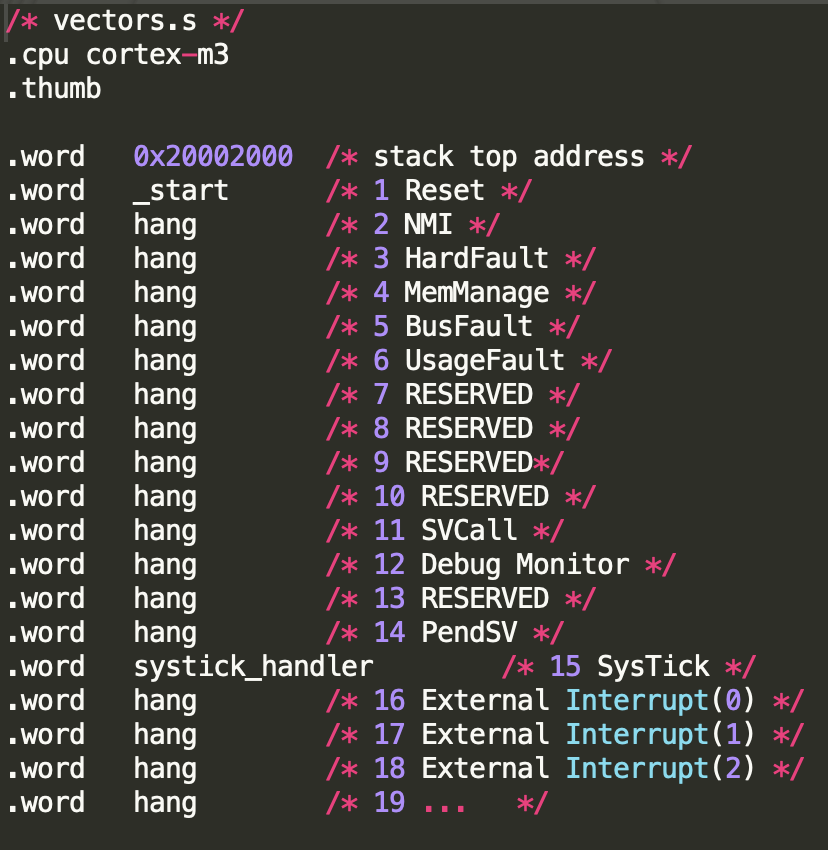 /* vectors.s */
.cpu cortex-m3
.thumb

.word   0x20002000  /* stack top address */
.word   _start      /* 1 Reset */
.word   hang        /* 2 NMI */
.word   hang        /* 3 HardFault */
.word   hang        /* 4 MemManage */
.word   hang        /* 5 BusFault */
.word   hang        /* 6 UsageFault */
.word   hang        /* 7 RESERVED */
.word   hang        /* 8 RESERVED */
.word   hang        /* 9 RESERVED*/
.word   hang        /* 10 RESERVED */
.word   hang        /* 11 SVCall */
.word   hang        /* 12 Debug Monitor */
.word   hang        /* 13 RESERVED */
.word   hang        /* 14 PendSV */
.word   systick_handler        /* 15 SysTick */
.word   hang        /* 16 External Interrupt(0) */
.word   hang        /* 17 External Interrupt(1) */
.word   hang        /* 18 External Interrupt(2) */
.word   hang        /* 19 ...   */